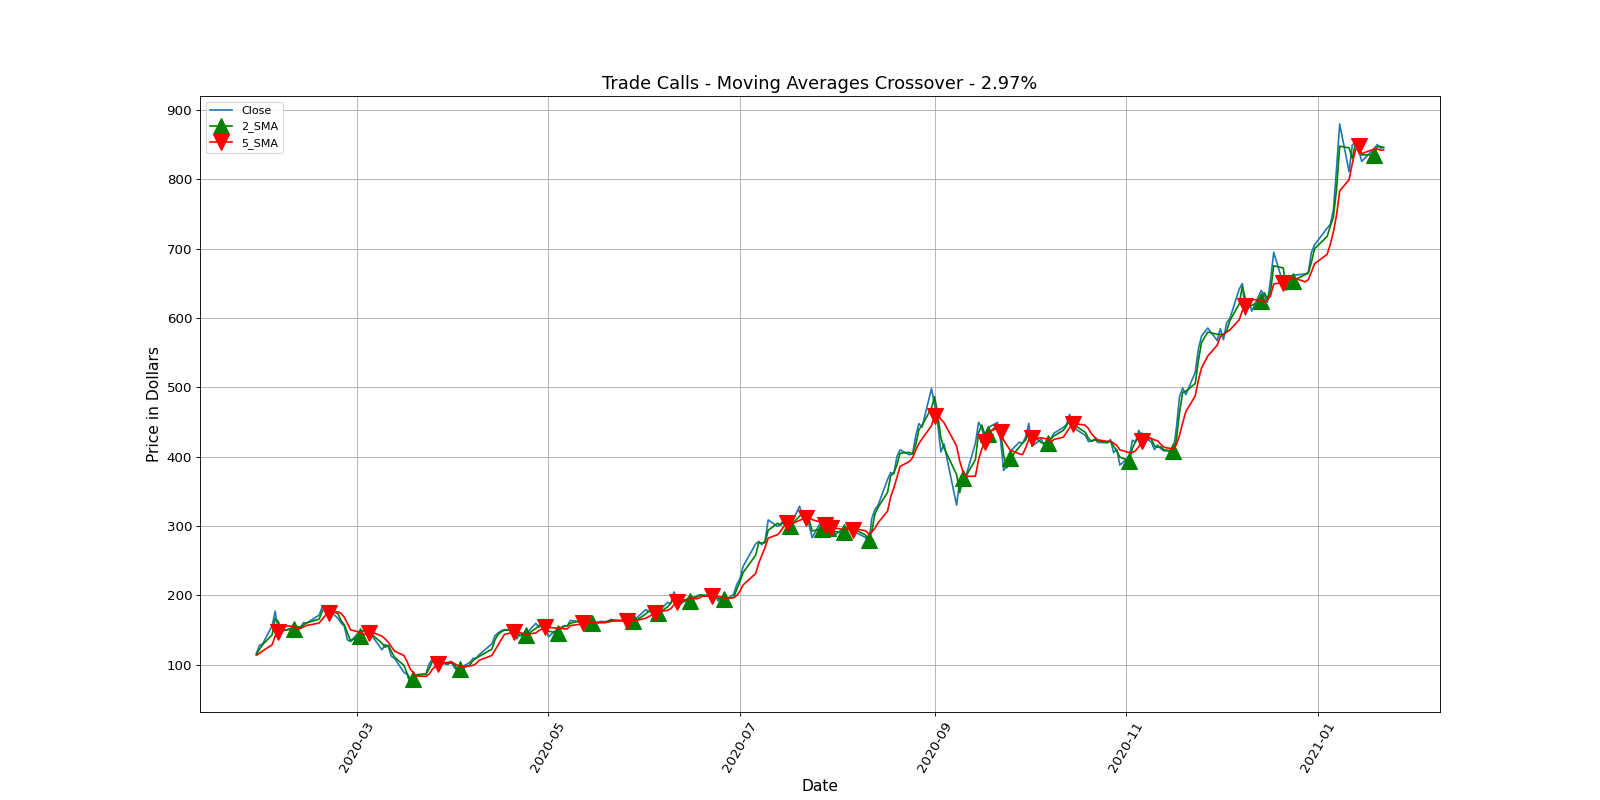 Trade Calls - Moving Averages Crossover - 2.97%
Close
2_SMA
5_SMA
Price in Dollars
900
800
700
600
500
400
300
200
100
2020-03
2020-05
2020-07
2020-09
2020-11
2021-01
Date